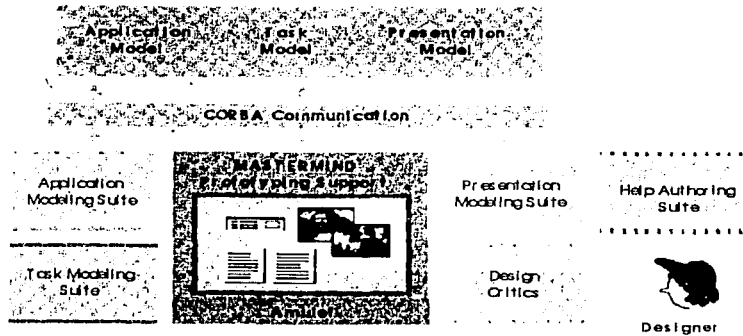 Application Model
Task Model
Presentation Model
CORBA Communication
MASTERMIND
Prototyping Support
Amulet
Application
Modeling Suite
Task Modeling
Suite
Presentation
Modeling Suite
Design
Critics
Help Authoring
Suite
Designer